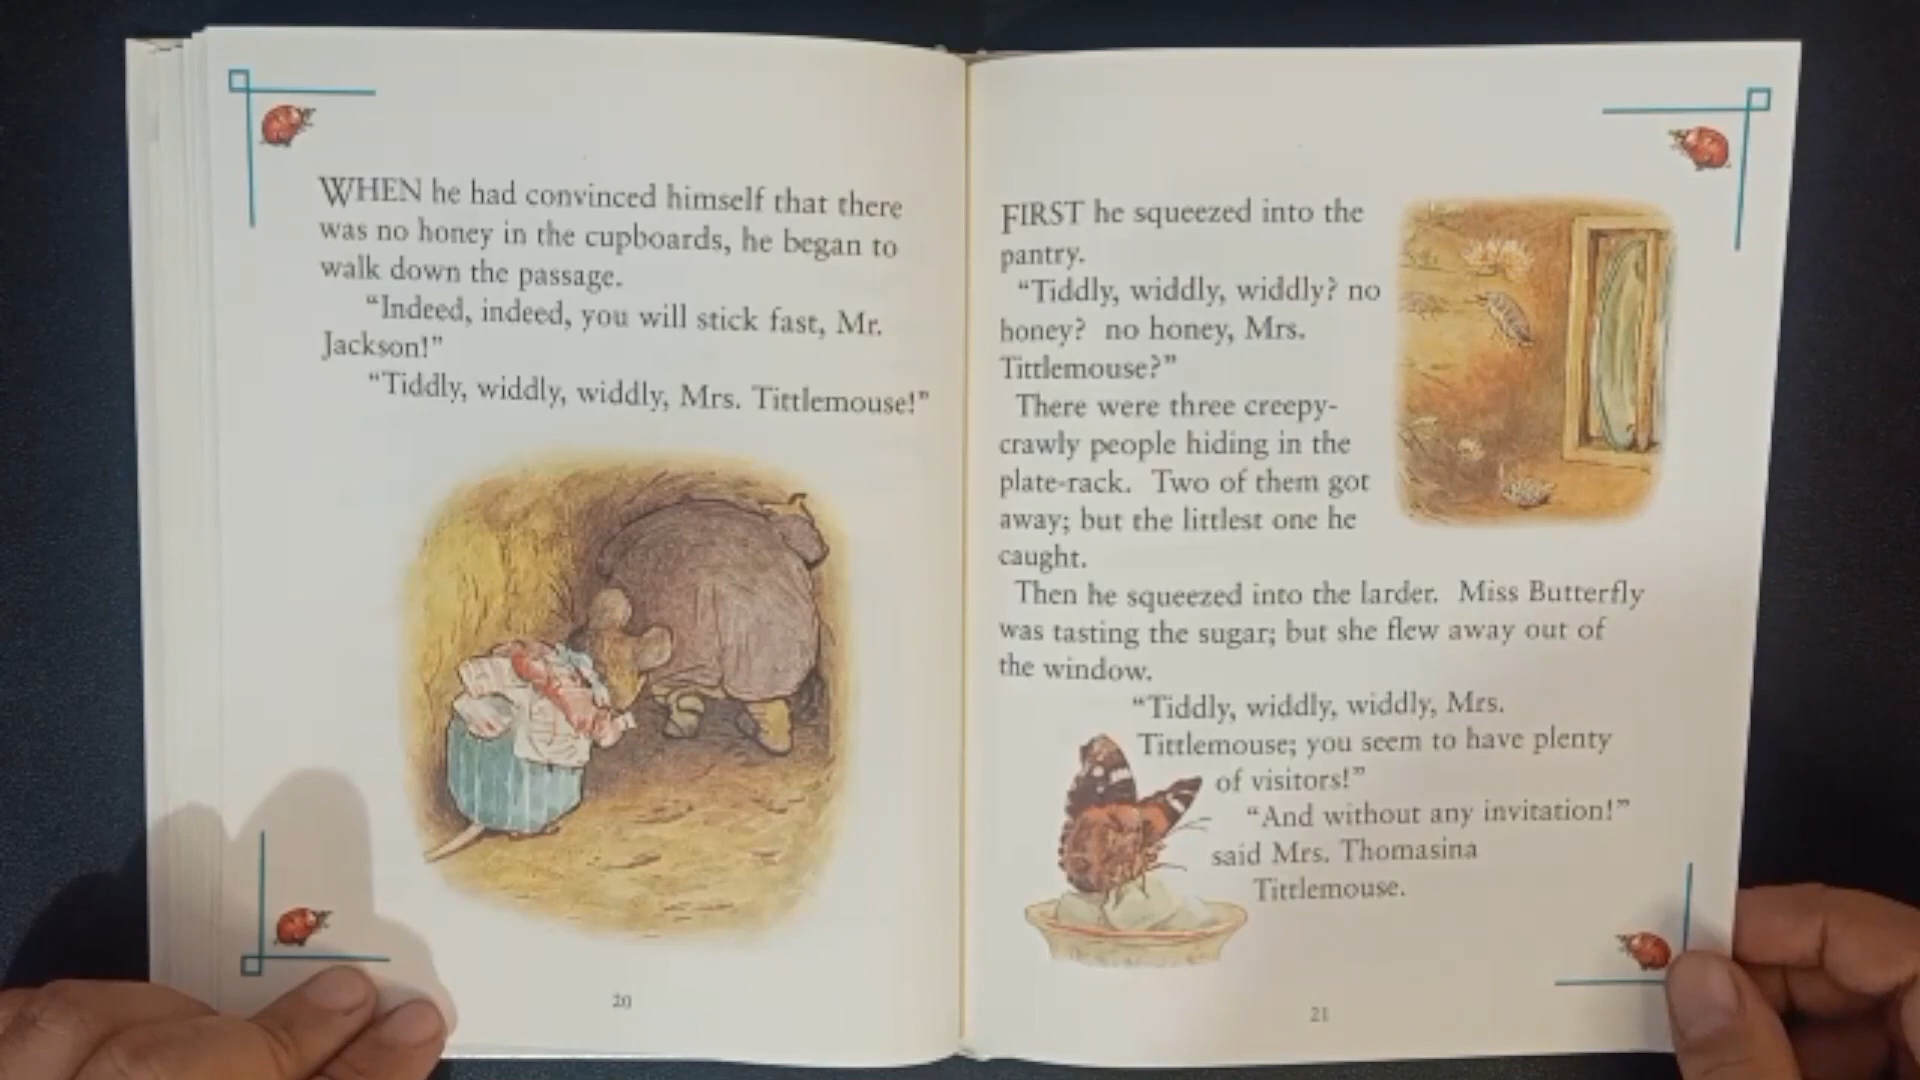 WHEN he had convinced himself that there
was no honey in the cupboards, he began to
walk down the passage.
“Indeed, indeed, you will stick fast, Mr.
Jackson!”
“Tiddly, widdly, widdly, Mrs. Tittlemouse!”
20
FIRST he squeezed into the
pantry.
“Tiddly, widdly, widdly? no
honey? no honey, Mrs.
Tittlemouse?”
There were three creepy-
crawly people hiding in the
plate-rack. Two of them got
away; but the littlest one he
caught.
Then he squeezed into the larder. Miss Butterfly
was tasting the sugar; but she flew away out of
the window.
“Tiddly, widdly, widdly, Mrs.
Tittlemouse; you seem to have plenty
of visitors!”
“And without any invitation!”
said Mrs. Thomasina
Tittlemouse.
21